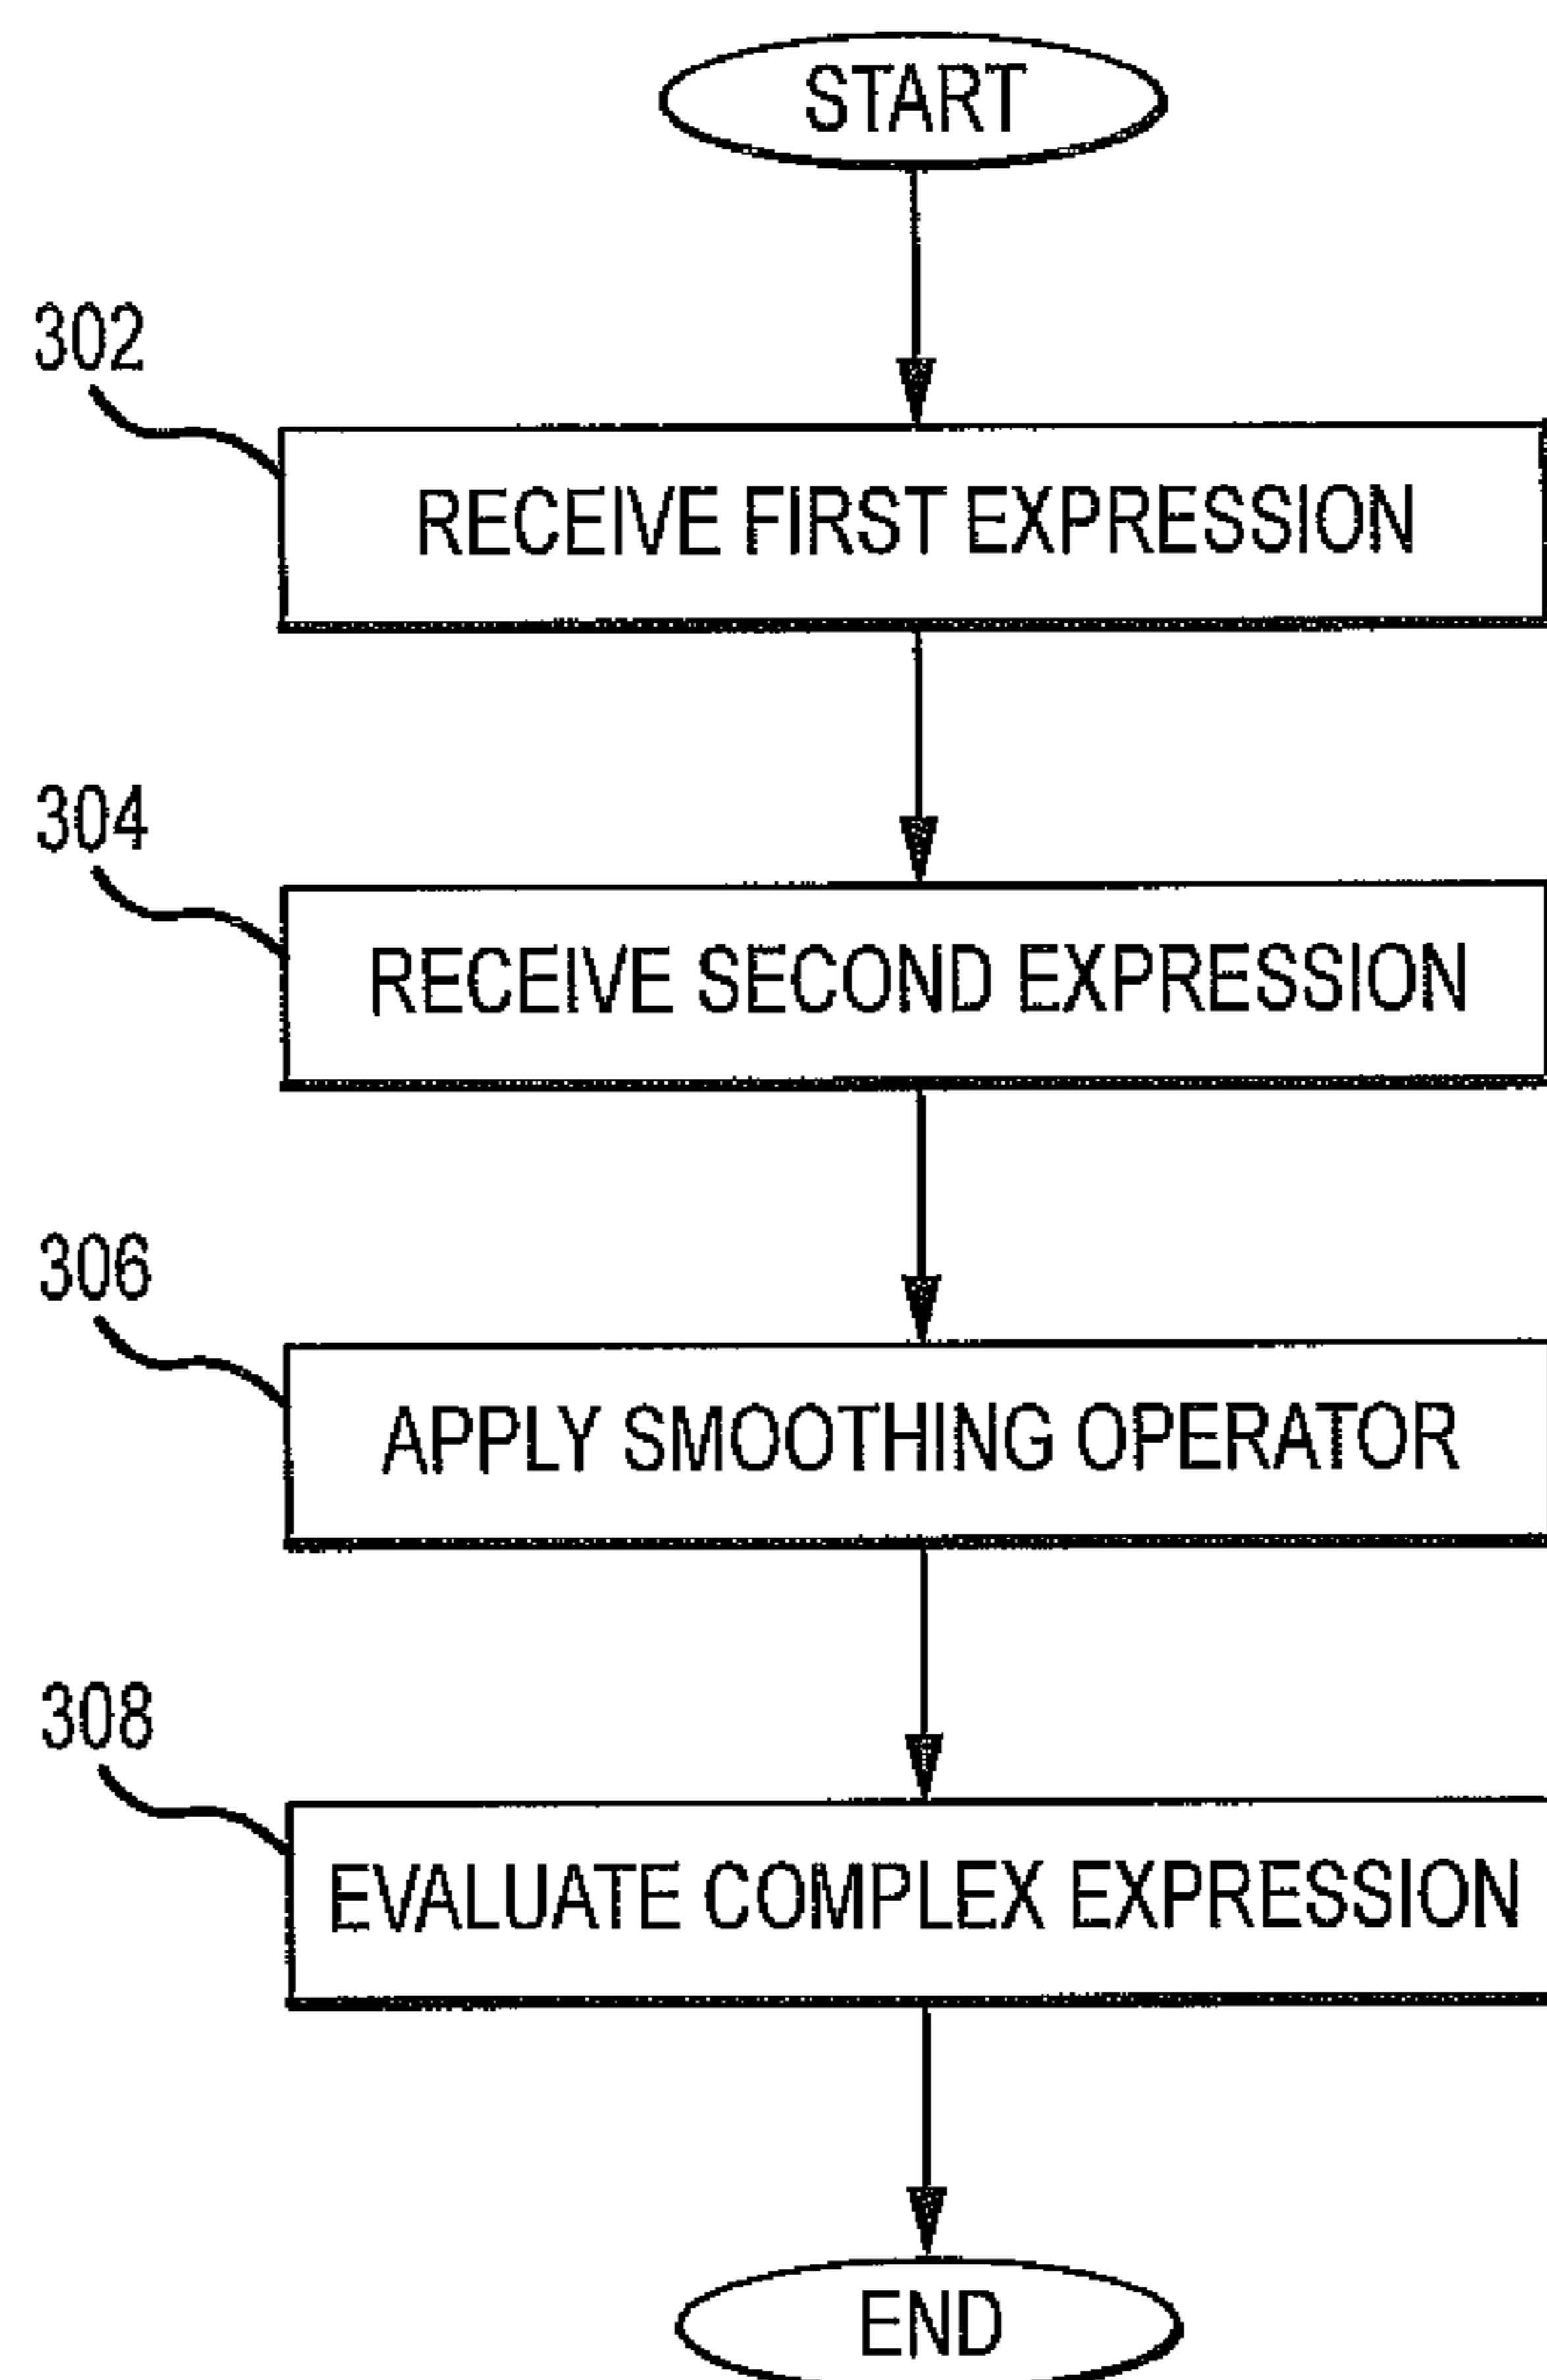 START
302
RECEIVE FIRST EXPRESSION
304
RECEIVE SECOND EXPRESSION
306
APPLY SMOOTHING OPERATOR
308
EVALUATE COMPLEX EXPRESSION
END